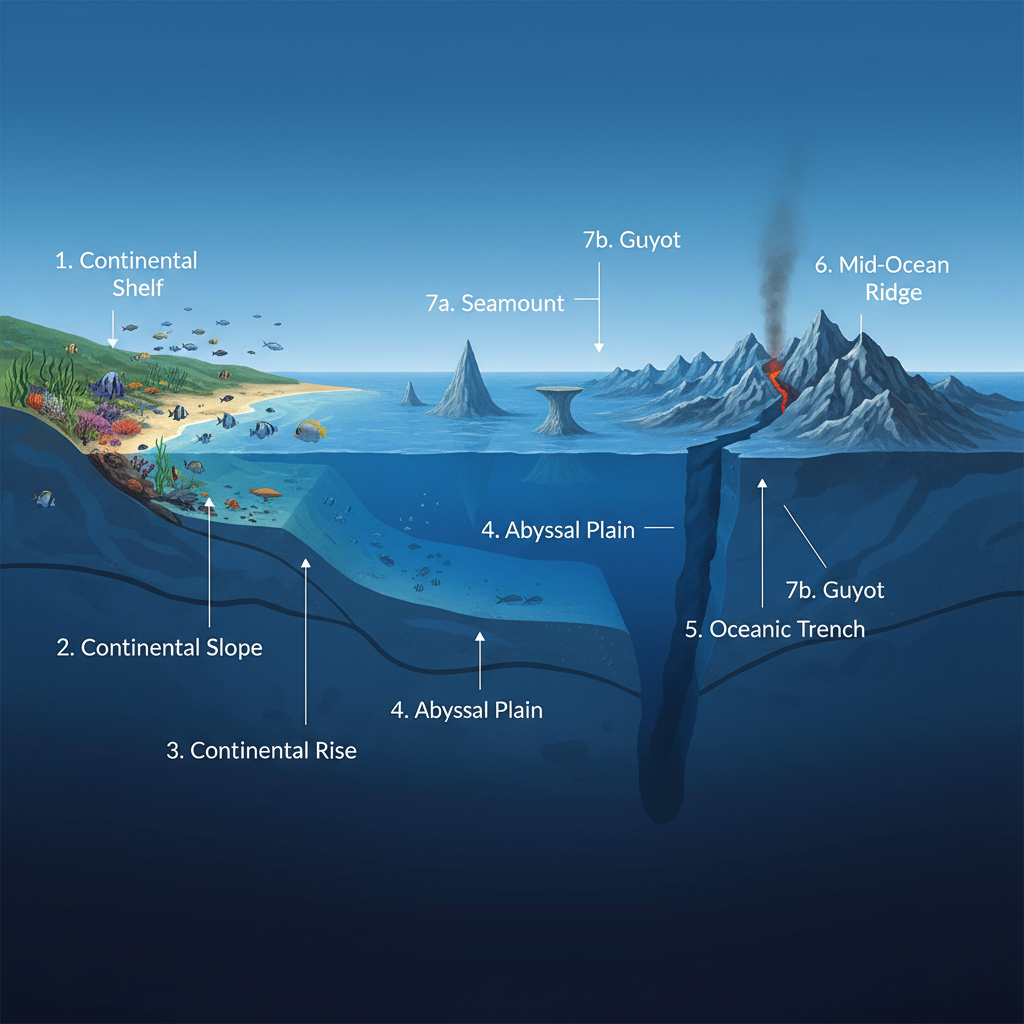 7b. Guyot
1. Continental
Shelf
6. Mid-Ocean
Ridge
7a. Seamount
4. Abyssal Plain
7b. Guyot
5. Oceanic Trench
2. Continental Slope
4. Abyssal Plain
3. Continental Rise